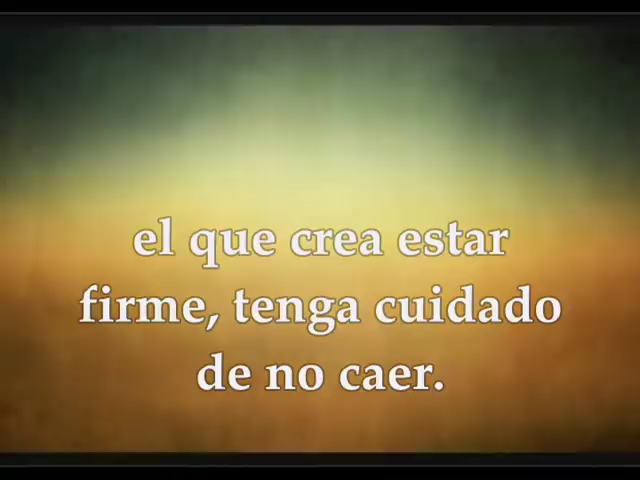 el que crea estar
firme, tenga cuidado
de no caer.